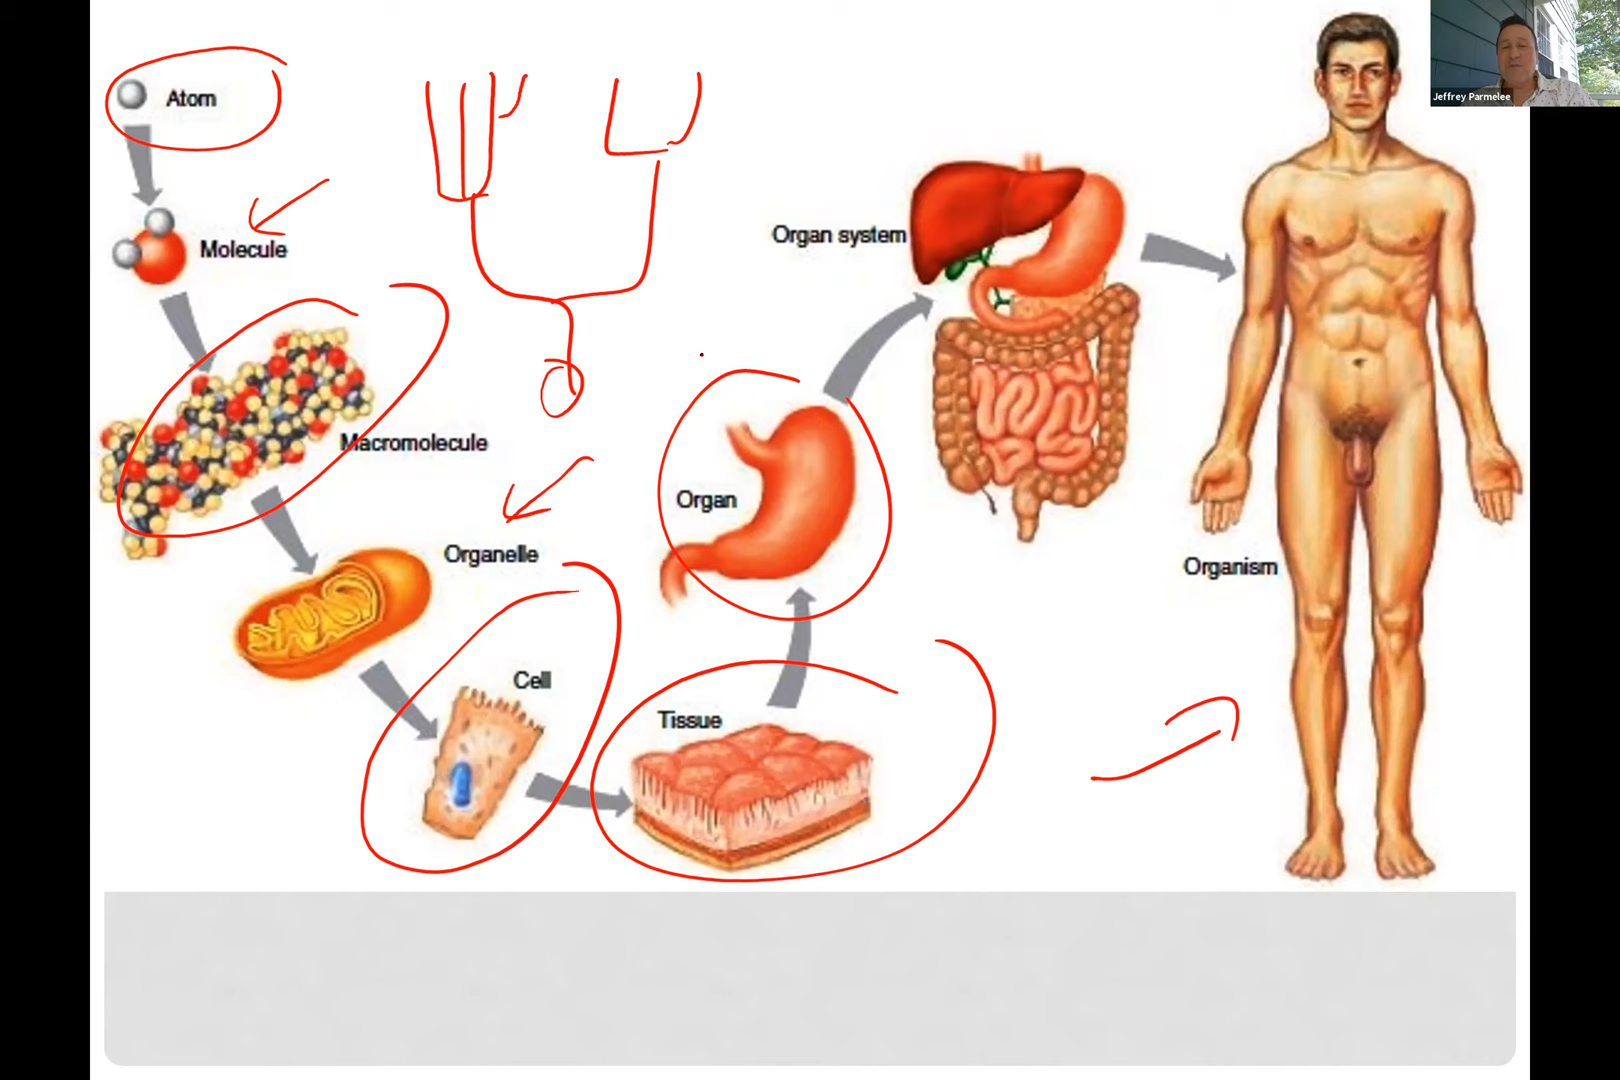 Atom
Molecule
Macromolecule
Organelle
Cell
Tissue
Organ
Organ system
Organism
Jeffrey Parmelee